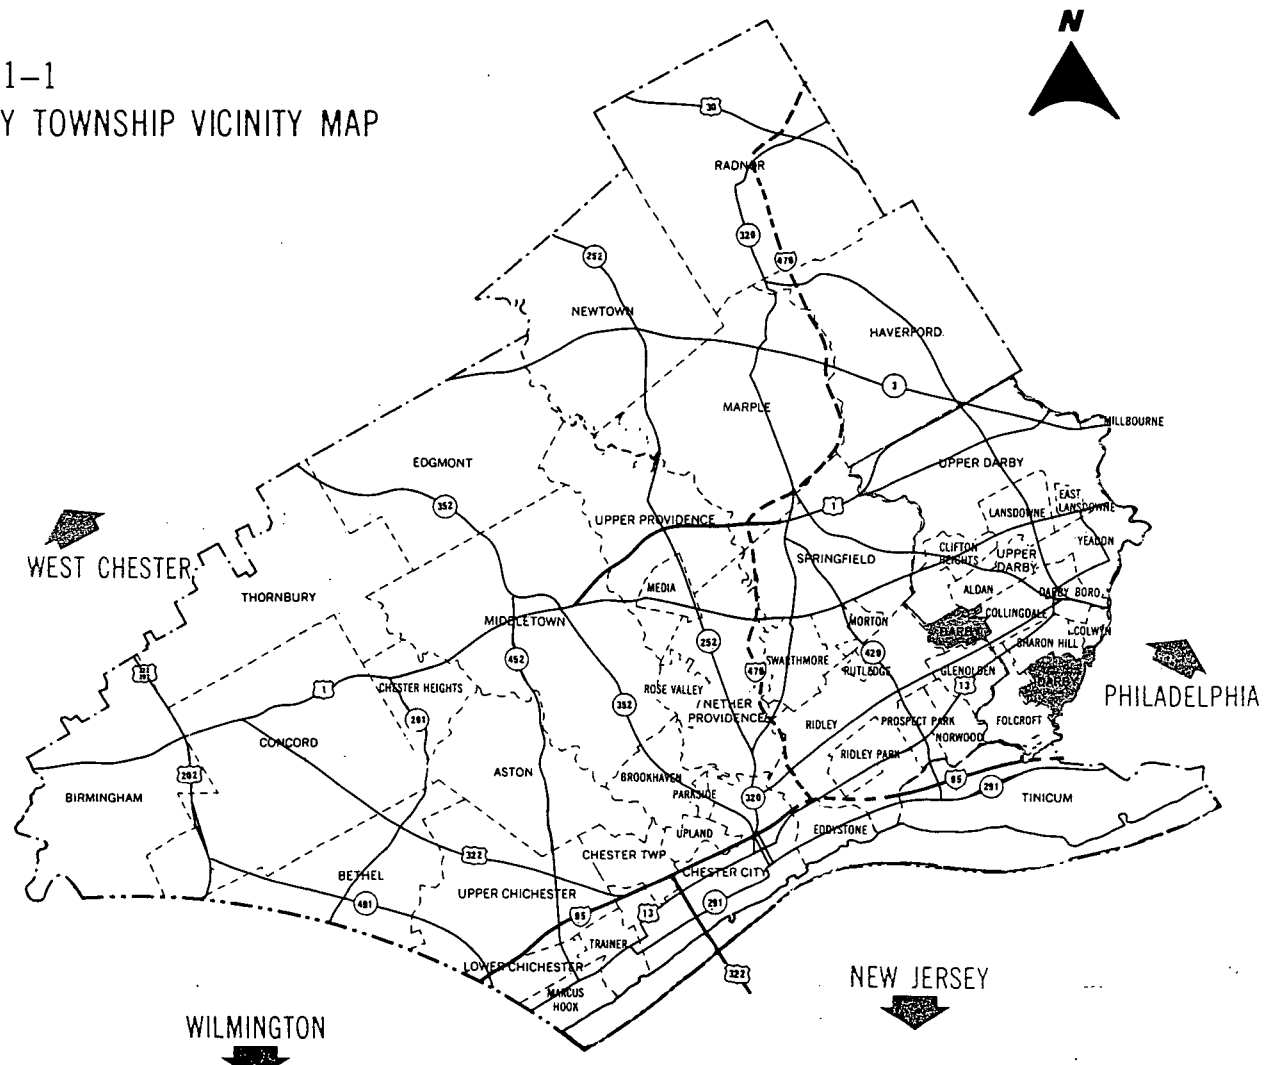 N
1-1
Y TOWNSHIP VICINITY MAP
30
RADNOR
320
476
252
NEWTOWN
HAVERFORD
3
MARPLE
MILLBOURNE
EDGMONT
UPPER DARBY
352
EAST
LANSDOWNE
LANSDOWNE
1
UPPER PROVIDENCE
WEST CHESTER
YEADON
CLIFTON
HEIGHTS
UPPER
DARBY
SPRINGFIELD
MEDIA
ALDAN
DARBY BORO
THORNBURY
COLLINGDALE
MIDDLETOWN
MORTON
DARBY
COLWYN
252
SHARON HILL
452
420
SWARTHMORE
RUTLEDGE
GLENOLDEN
476
DARBY
322
202
1
CHESTER HEIGHTS
ROSE VALLEY
13
PHILADELPHIA
352
NETHER
PROVIDENCE
261
RIDLEY
PROSPECT PARK
FOLCROFT
NORWOOD
CONCORD
RIDLEY PARK
ASTON
BROOKHAVEN
202
95
291
PARKSIDE
320
BIRMINGHAM
TINICUM
UPLAND
EDDYSTONE
322
CHESTER TWP
CHESTER CITY
BETHEL
UPPER CHICHESTER
491
95
13
291
TRAINER
LOWER CHICHESTER
322
NEW JERSEY
MARCUS
HOOK
WILMINGTON